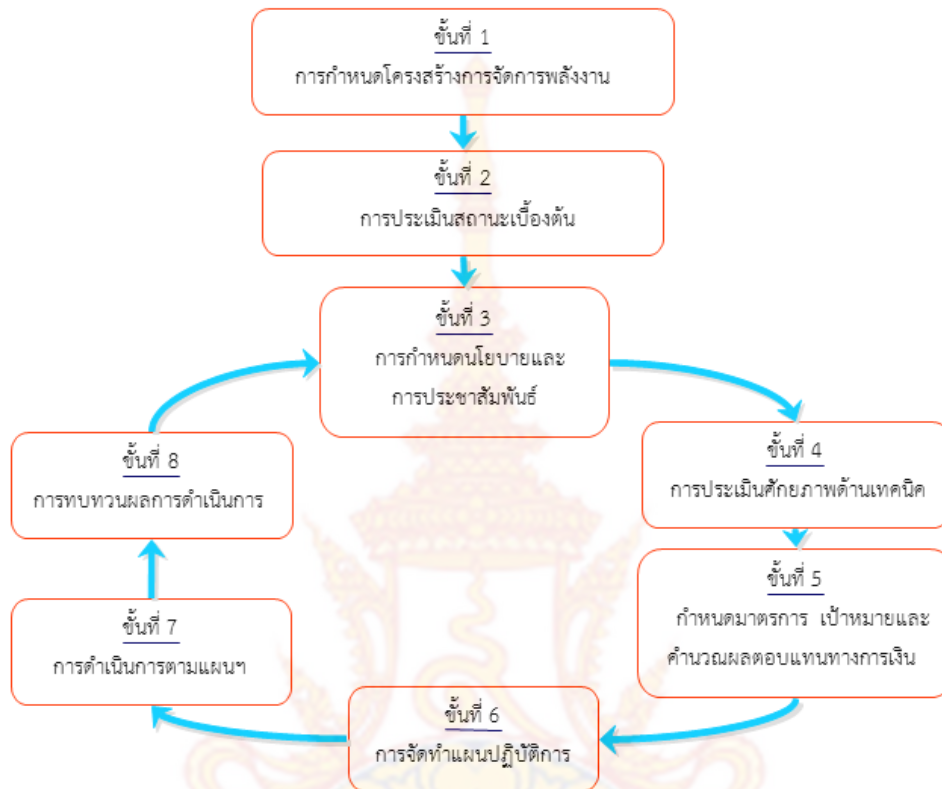 ขั้นที่ 1
การกำหนดโครงสร้างการจัดการพลังงาน
ขั้นที่ 2
การประเมินสถานะเบื้องต้น
ขั้นที่ 3
การกำหนดนโยบายและ
การประชาสัมพันธ์
ขั้นที่ 4
การประเมินศักยภาพด้านเทคนิค
ขั้นที่ 5
กำหนดมาตรการ เป้าหมายและ
คำนวณผลตอบแทนทางการเงิน
ขั้นที่ 6
การจัดทำแผนปฏิบัติการ
ขั้นที่ 7
การดำเนินการตามแผนฯ
ขั้นที่ 8
การทบทวนผลการดำเนินการ